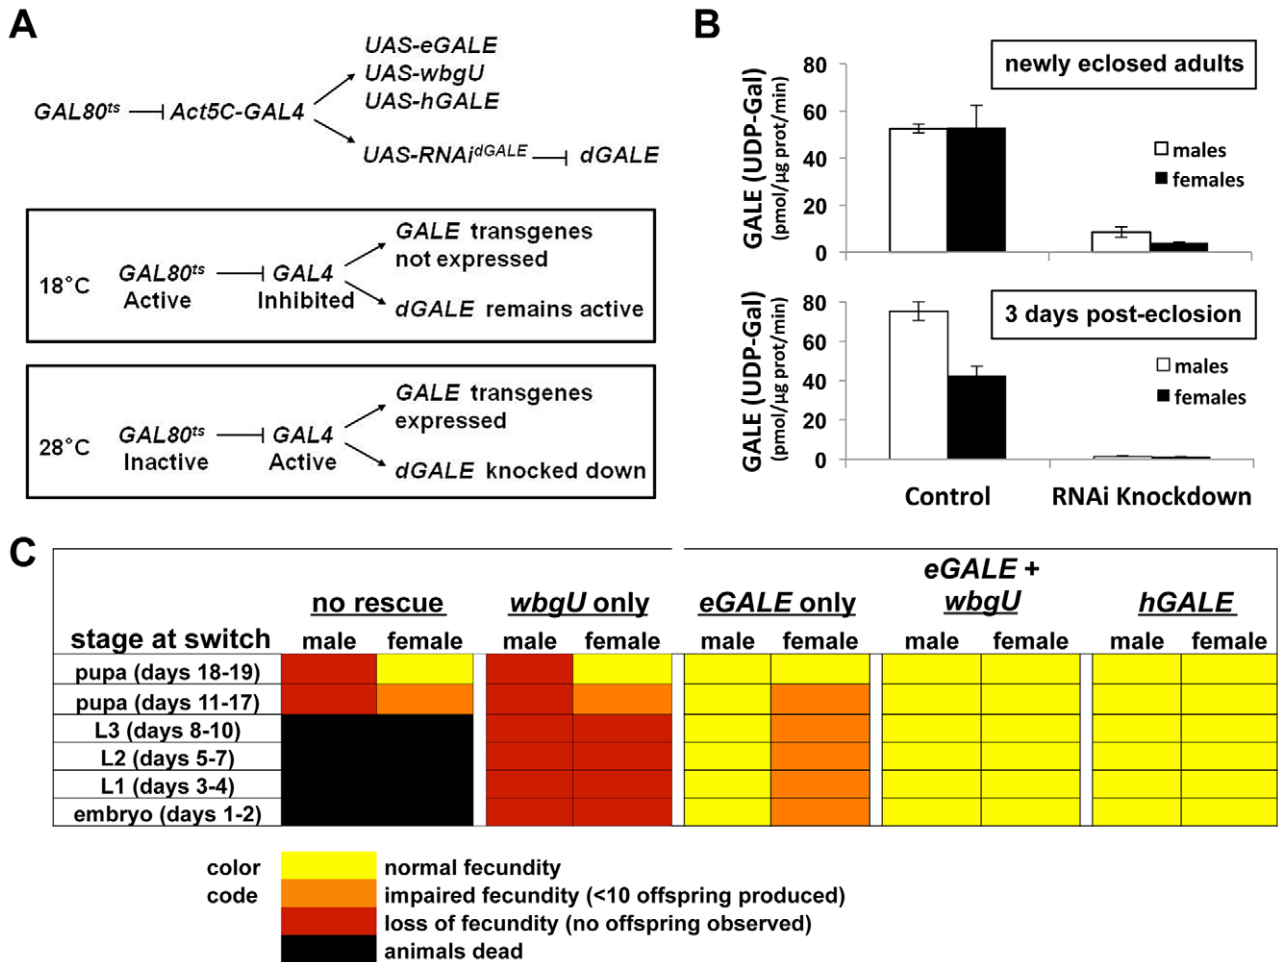 A
UAS-eGALE
UAS-wbgU
UAS-hGALE
GAL80ts Act5C-GAL4
UAS-RNAidGALE dGALE
18°C
GAL80ts
Active
GAL4
Inhibited
GALE transgenes
not expressed
dGALE remains active
28°C
GAL80ts
Inactive
GAL4
Active
GALE transgenes
expressed
dGALE knocked down
B
GALE (UDP-Gal)
(pmol/µg prot/min)
80
60
40
20
0
newly eclosed adults
males
females
GALE (UDP-Gal)
(pmol/µg prot/min)
80
60
40
20
0
3 days post-eclosion
males
females
Control RNAi Knockdown
C
stage at switch
no rescue
wbgU only
eGALE only
eGALE +
wbgU
hGALE
male female male female male female male female male female
pupa (days 18-19)
pupa (days 11-17)
L3 (days 8-10)
L2 (days 5-7)
L1 (days 3-4)
embryo (days 1-2)
color
code
normal fecundity
impaired fecundity (<10 offspring produced)
loss of fecundity (no offspring observed)
animals dead